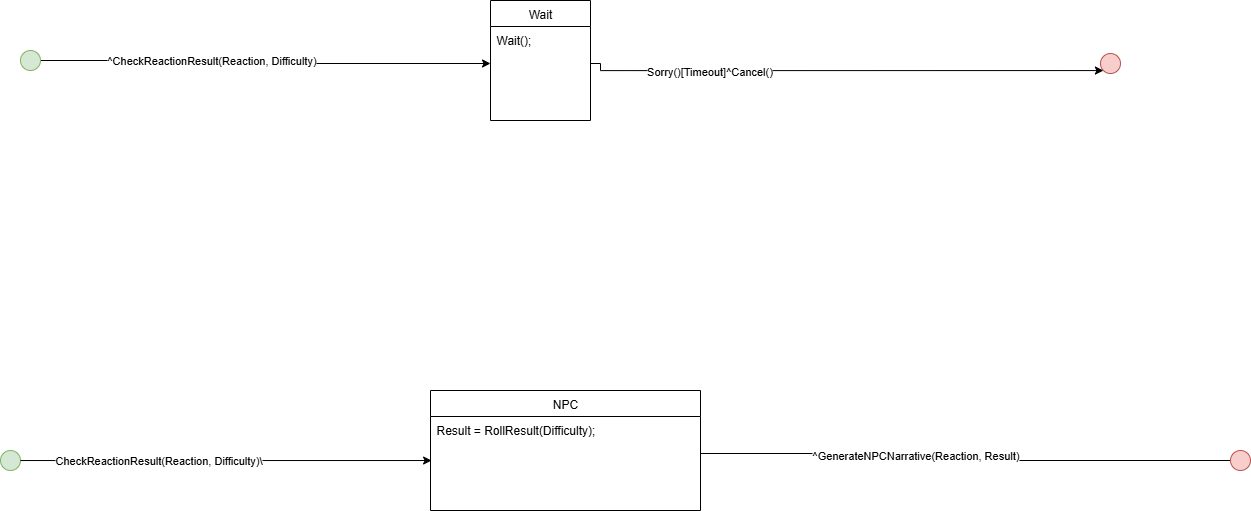 Wait
Wait();
^CheckReactionResult(Reaction, Difficulty)
Sorry()[Timeout]^Cancel()
NPC
Result = RollResult(Difficulty);
CheckReactionResult(Reaction, Difficulty)\
^GenerateNPCNarrative(Reaction, Result)